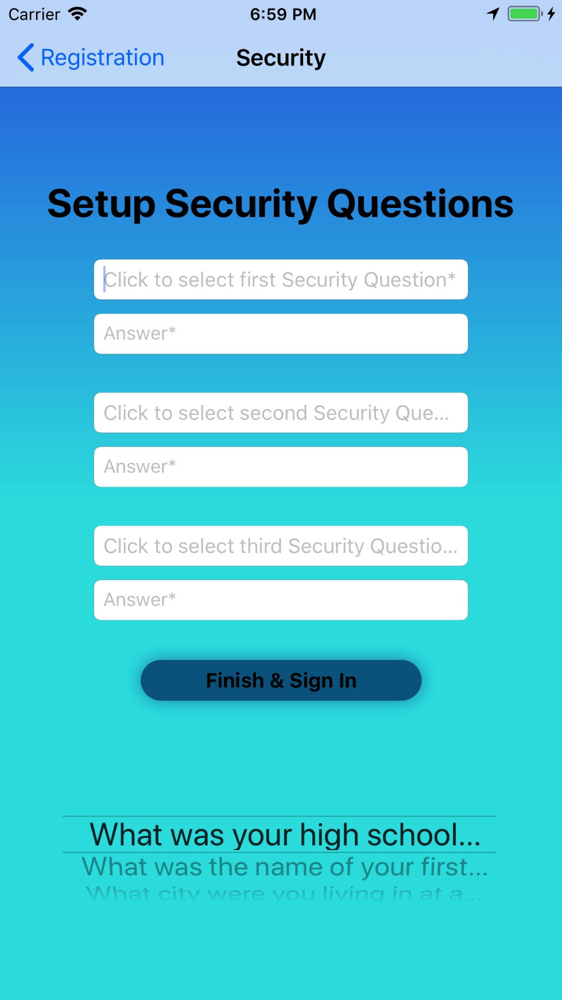 Carrier 6:59 PM
Registration Security
Setup Security Questions
Click to select first Security Question*
Answer*
Click to select second Security Que...
Answer*
Click to select third Security Questio...
Answer*
Finish & Sign In
What was your high school...
What was the name of your first...
What city were you living in at a...